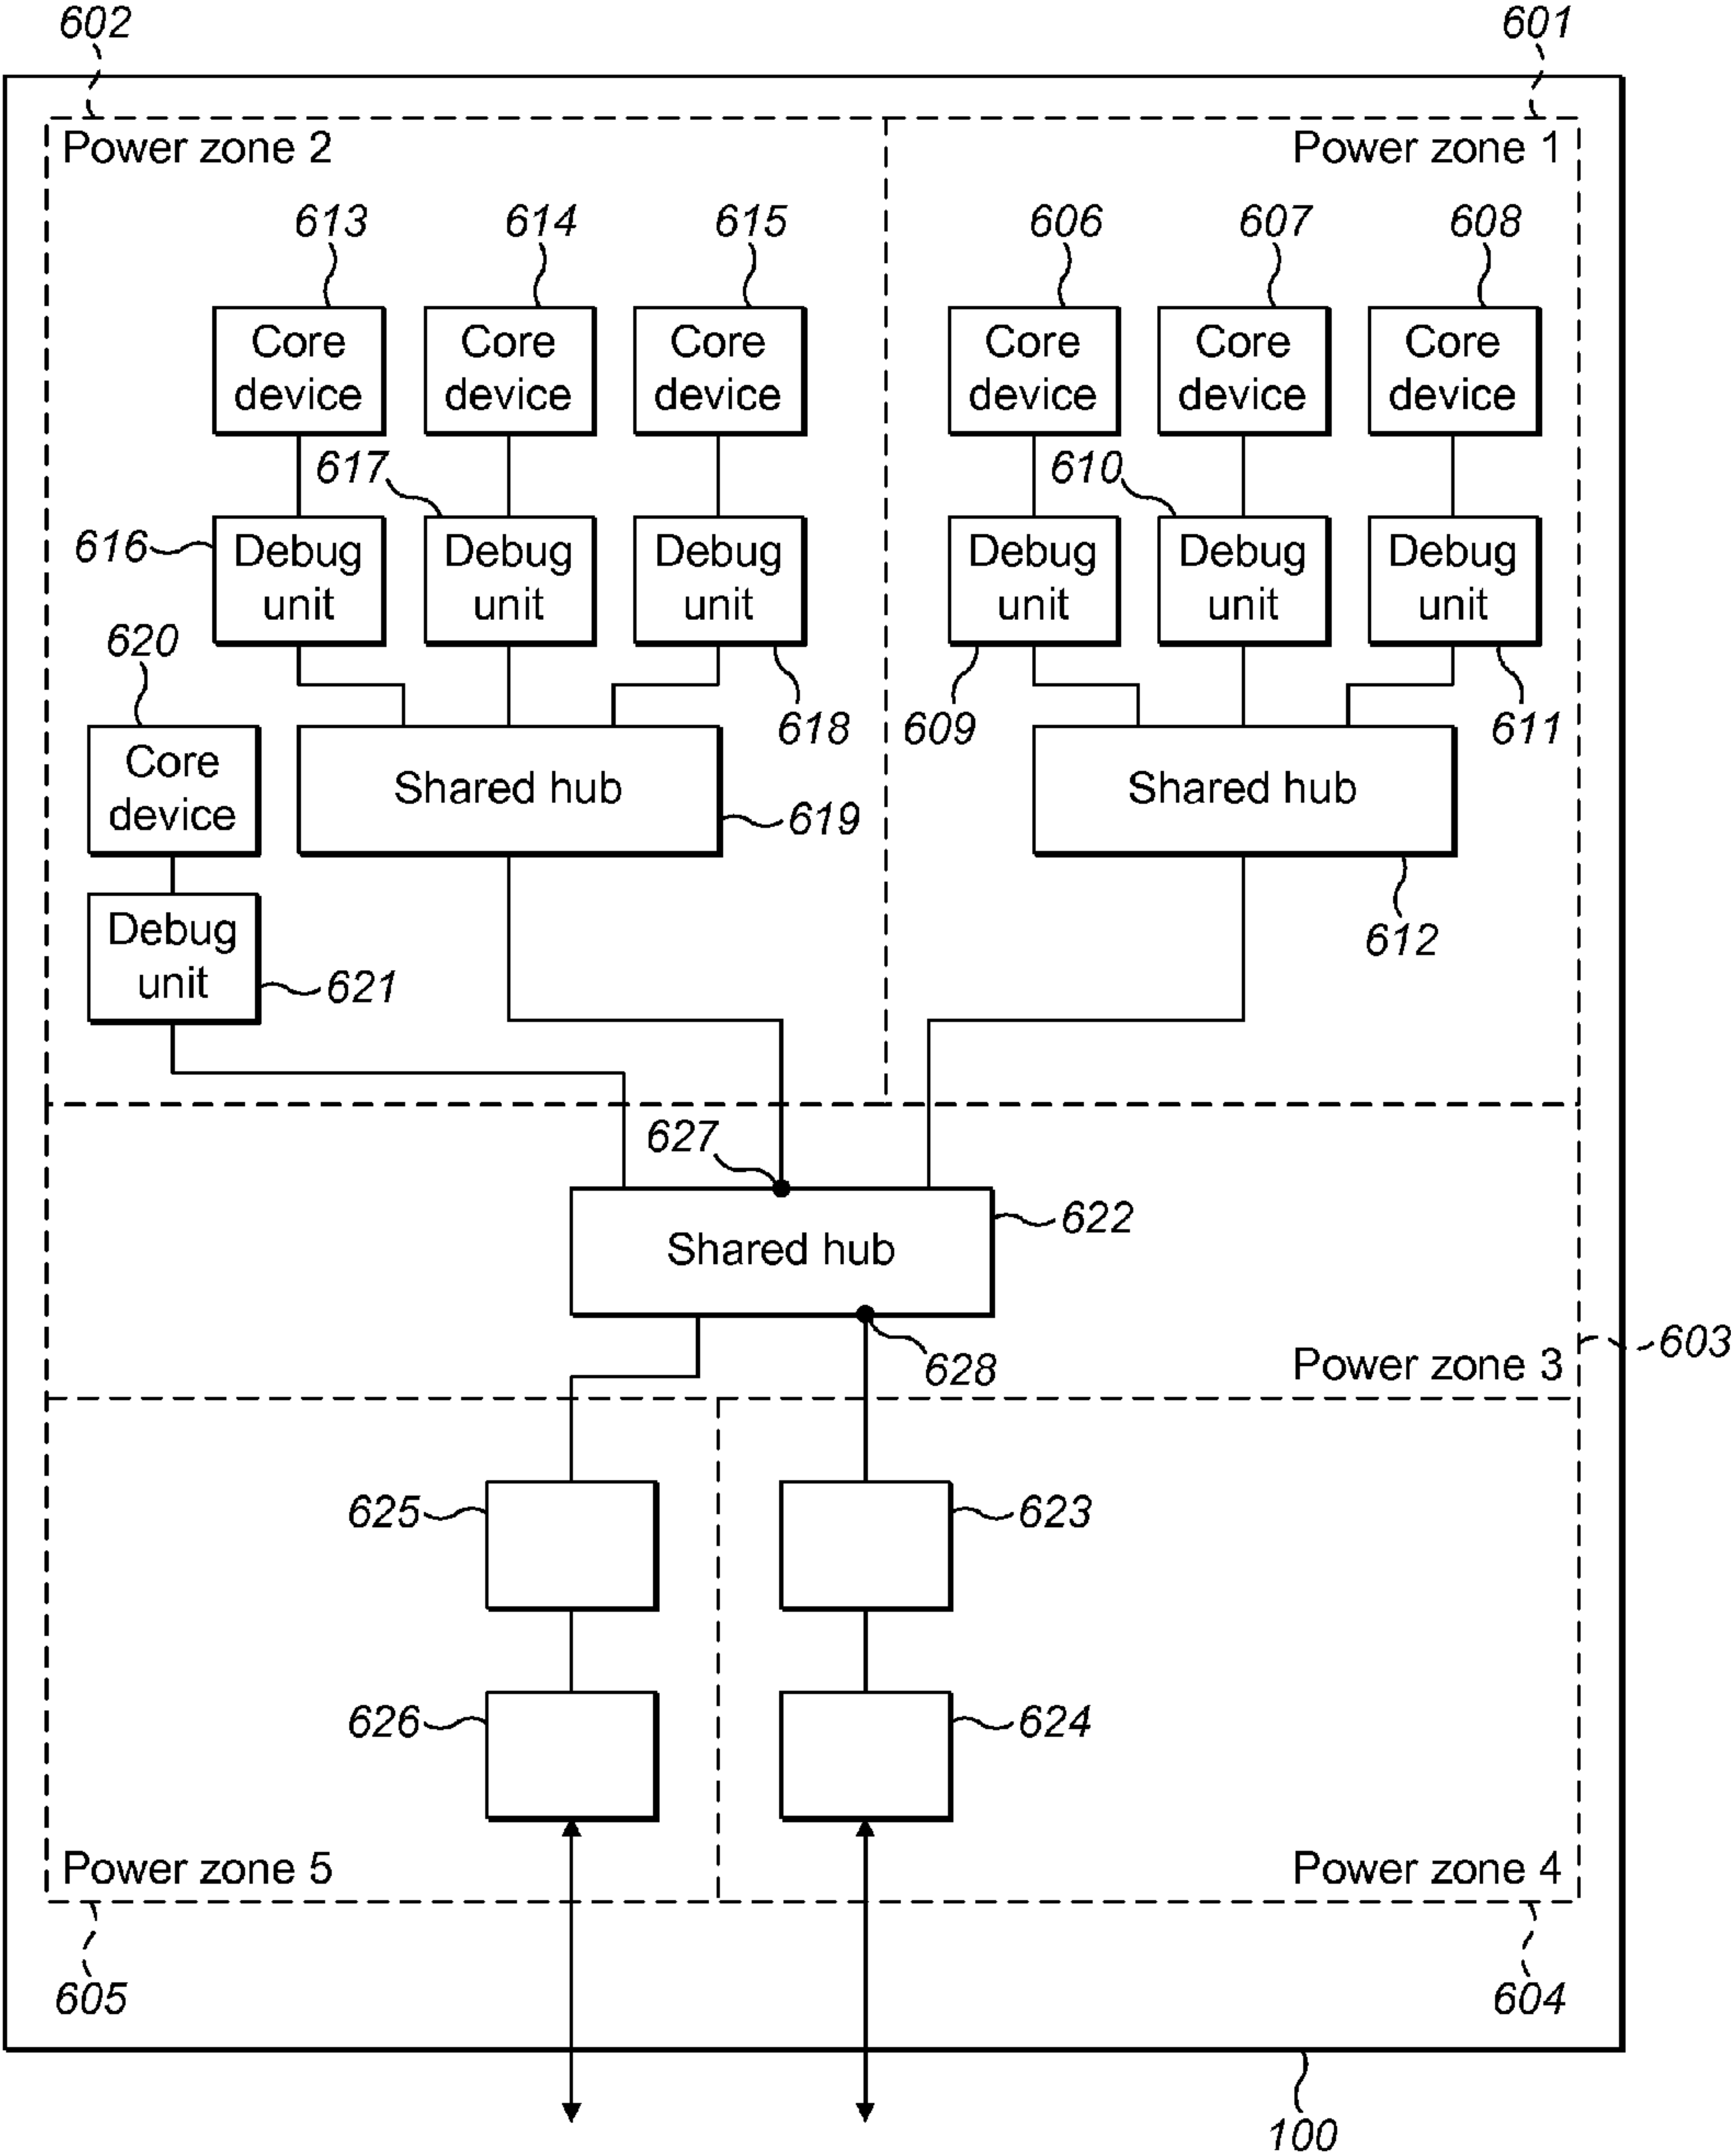 602
601
Power zone 2
Power zone 1
613
614
615
606
607
608
Core
device
Core
device
Core
device
Core
device
Core
device
Core
device
617
610
616
Debug
unit
Debug
unit
Debug
unit
Debug
unit
Debug
unit
Debug
unit
620
618
609
611
Core
device
Shared hub
Shared hub
619
Debug
unit
612
621
627
622
Shared hub
628
603
Power zone 3
625
623
626
624
Power zone 5
Power zone 4
605
604
100